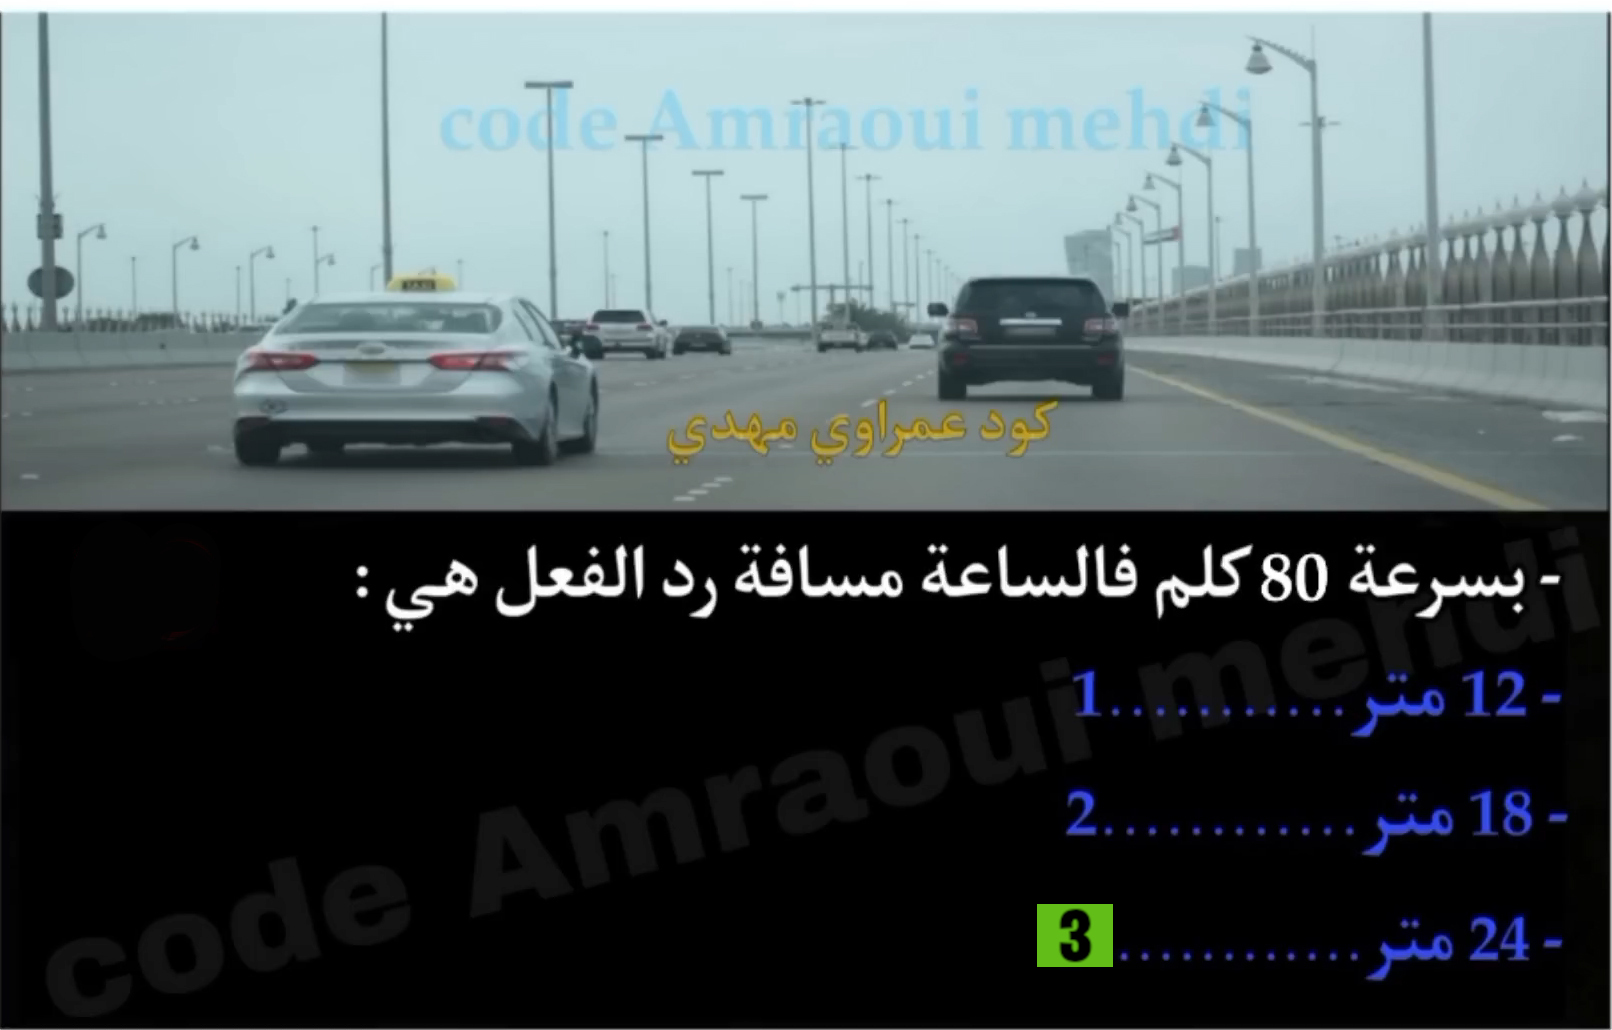 code Amraoui mehdi
TAXI
كود عمراوي مهدي
- بسرعة 80 كلم فالساعة مسافة رد الفعل هي :
- 12 متر...........1
- 18 متر............2
- 24 متر............3
code Amraoui mehdi